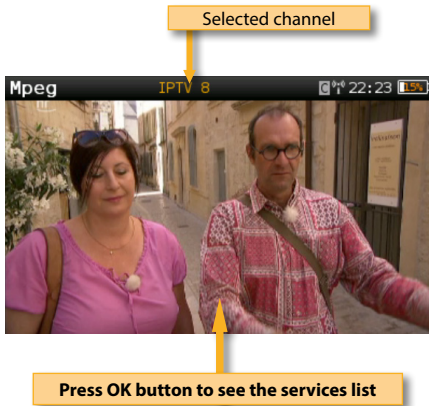 Selected channel
Mpeg IPTV 8 C 22:23 15%
Press OK button to see the services list